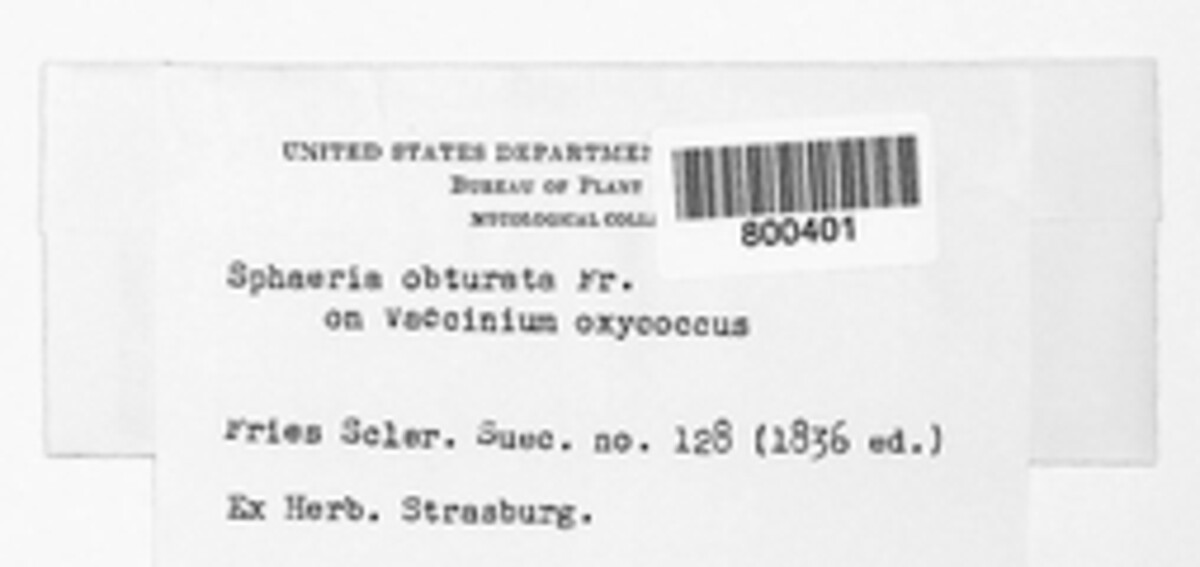 UNITED STATES DEPARTMEN
BUREAU OF PLANT
MYCOLOGICAL COLL
800401
Sphaeria obturata Fr.
on Vaccinium oxycoccus
Fries Scler. Suec. no. 128 (1836 ed.)
Ex Herb. Strasburg.